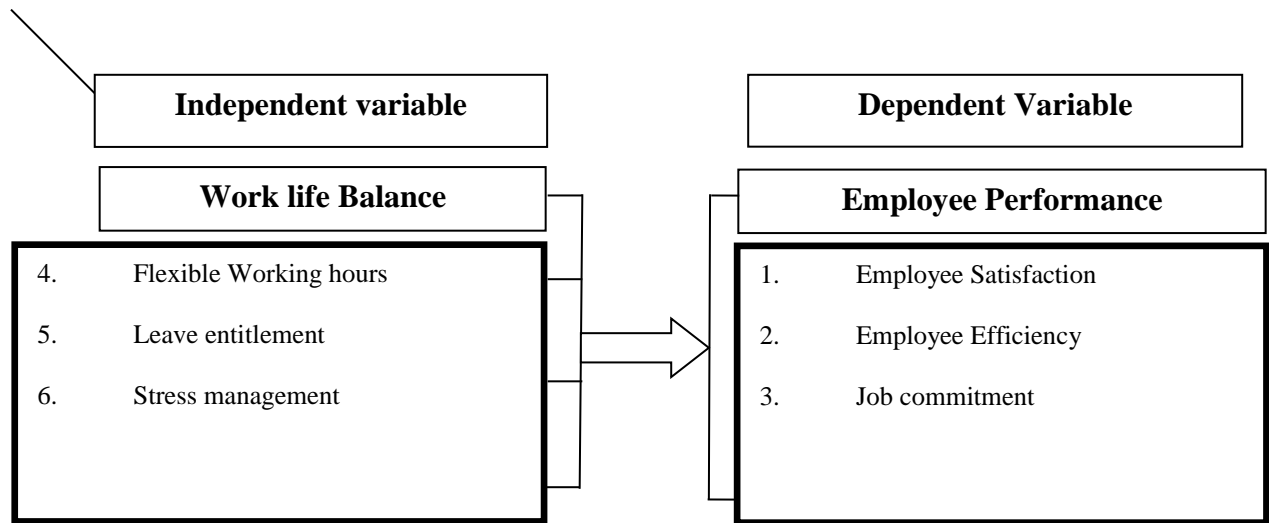 Independent variable
Dependent Variable
Work life Balance
Employee Performance
4. Flexible Working hours
5. Leave entitlement
6. Stress management
1. Employee Satisfaction
2. Employee Efficiency
3. Job commitment